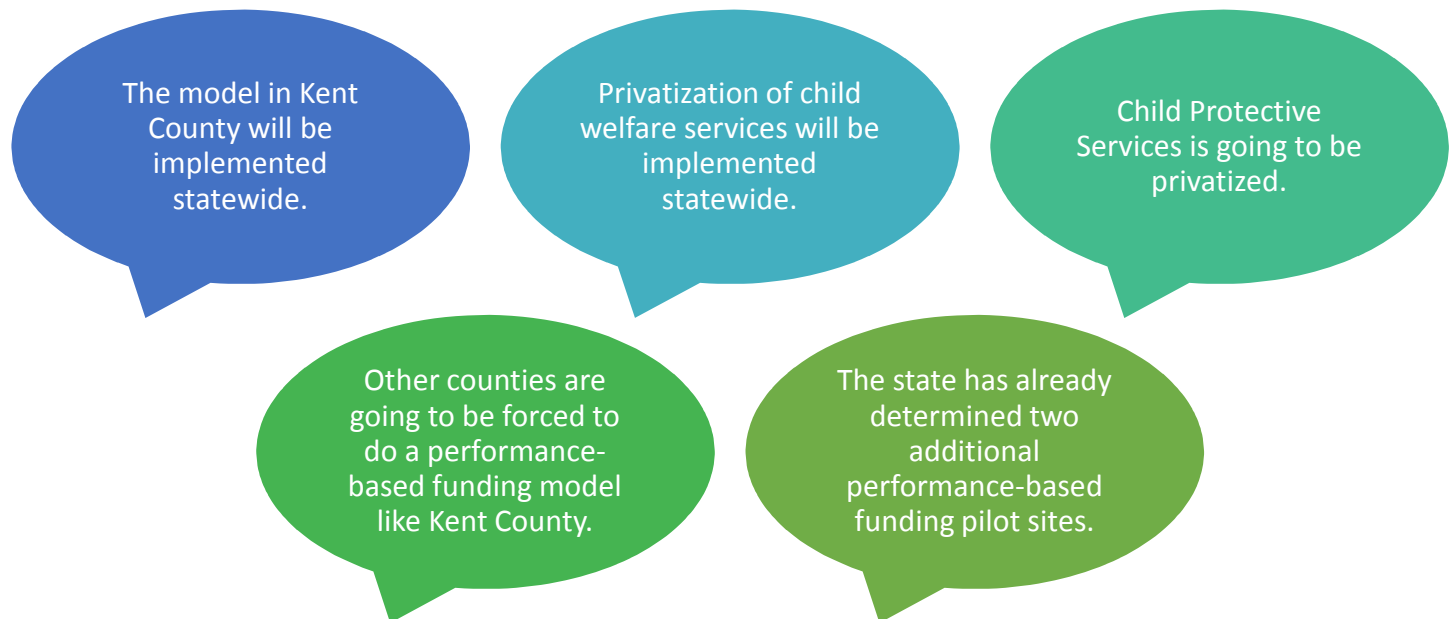 The model in Kent
County will be
implemented
statewide.
Privatization of child
welfare services will be
implemented
statewide.
Child Protective
Services is going to be
privatized.
Other counties are
going to be forced to
do a performance-
based funding model
like Kent County.
The state has already
determined two
additional
performance-based
funding pilot sites.